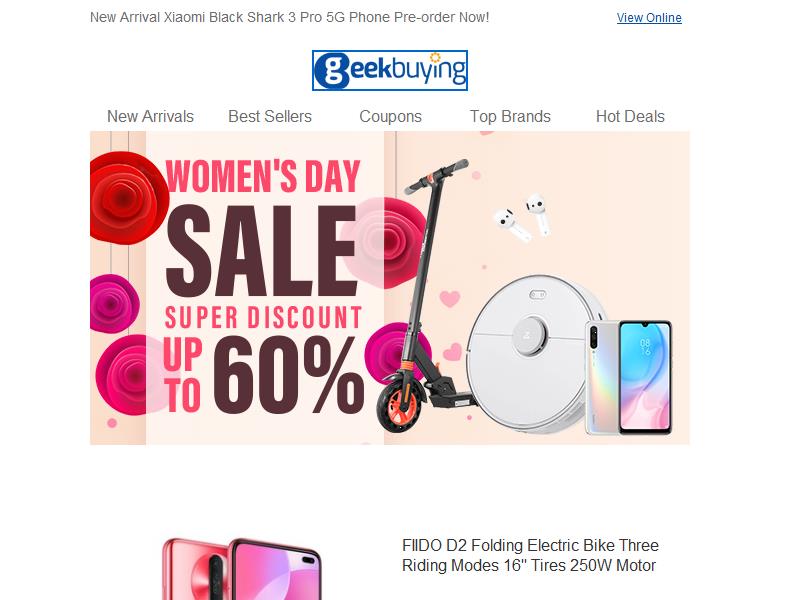 New Arrival Xiaomi Black Shark 3 Pro 5G Phone Pre-order Now!
View Online
geekbuying
New Arrivals
Best Sellers
Coupons
Top Brands
Hot Deals
WOMEN'S DAY
SALE
SUPER DISCOUNT
UP TO 60%
08
16
FIIDO D2 Folding Electric Bike Three
Riding Modes 16" Tires 250W Motor